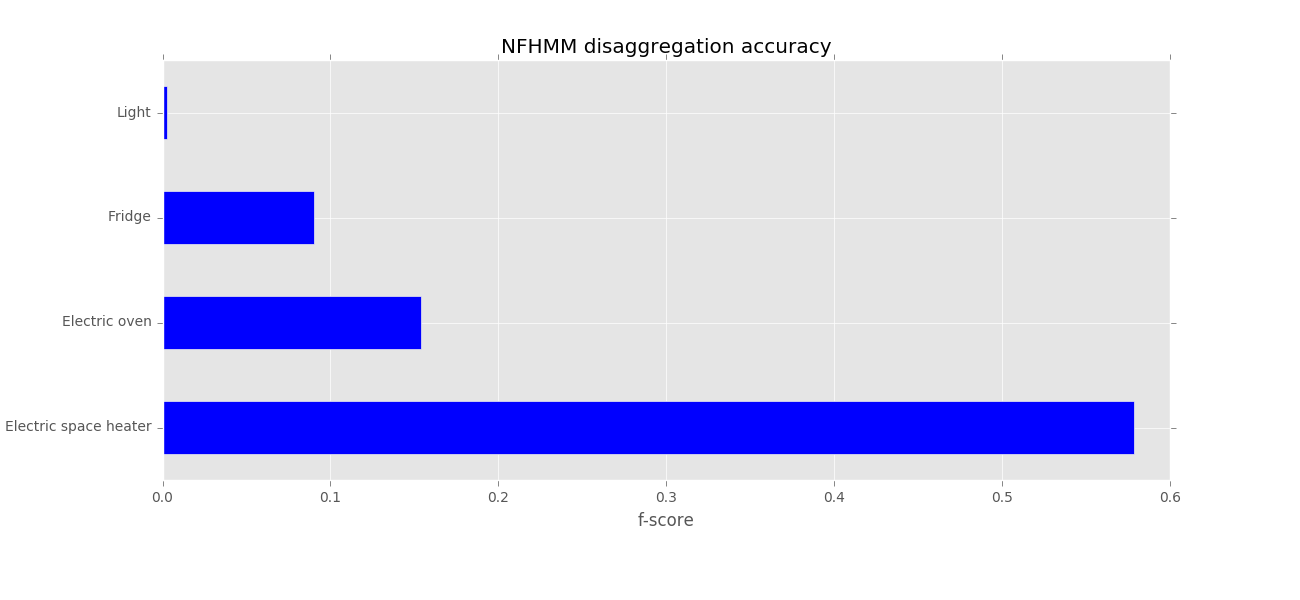 NFHMM disaggregation accuracy
Light
Fridge
Electric oven
Electric space heater
0.0 0.1 0.2 0.3 0.4 0.5 0.6
f-score